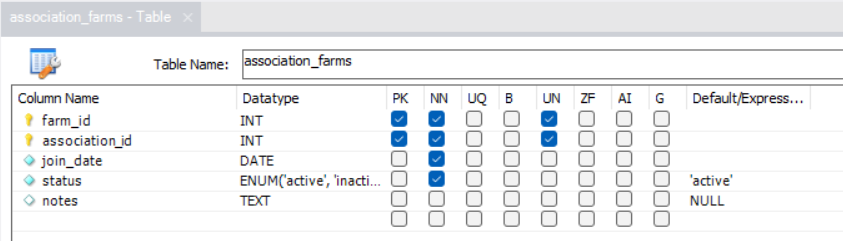 association_farms - Table ×
Table Name: association_farms
Column Name Datatype PK NN UQ B UN ZF AI G Default/Express...
farm_id INT
association_id INT
join_date DATE
status ENUM('active', 'inacti... 'active'
notes TEXT NULL